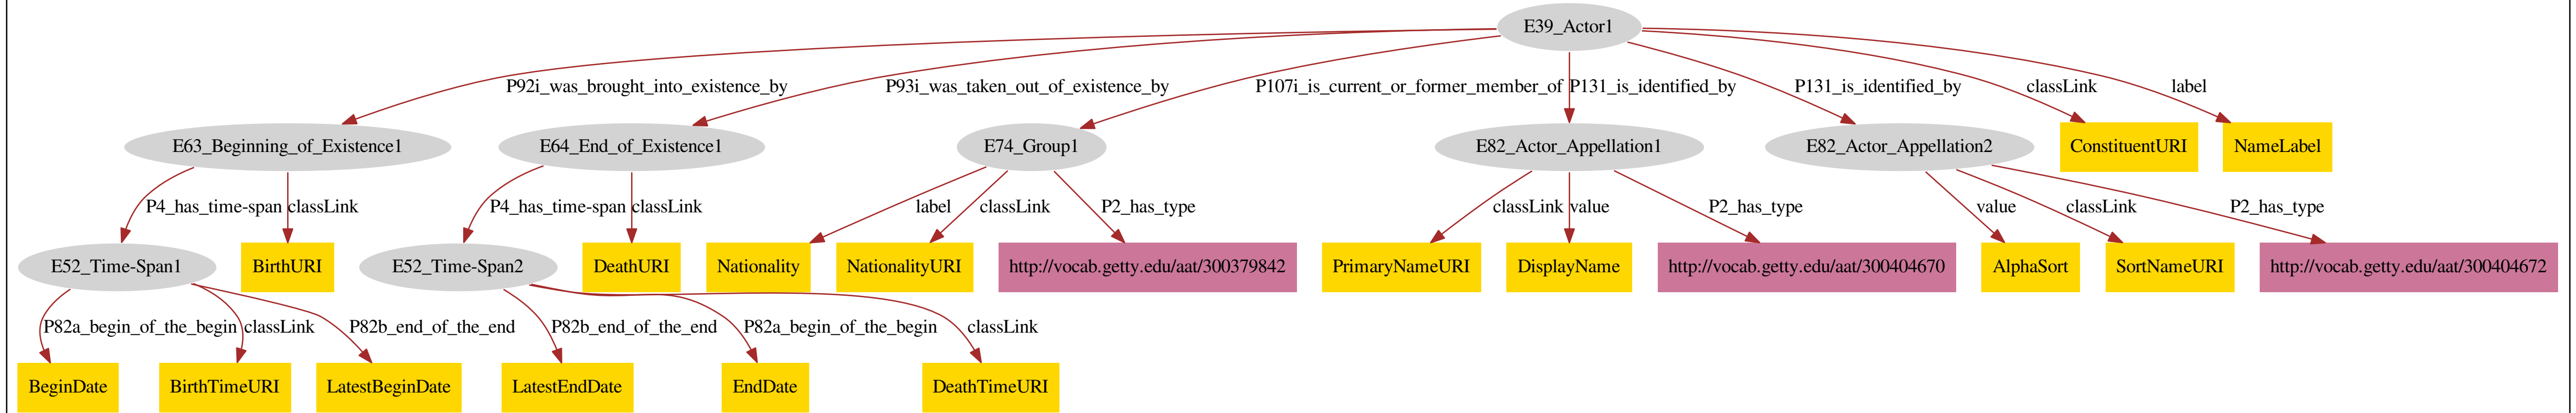 E39_Actor1
P92i_was_brought_into_existence_by
P93i_was_taken_out_of_existence_by
P107i_is_current_or_former_member_of
P131_is_identified_by
P131_is_identified_by
classLink
label
E63_Beginning_of_Existence1
E64_End_of_Existence1
E74_Group1
E82_Actor_Appellation1
E82_Actor_Appellation2
ConstituentURI
NameLabel
P4_has_time-span
classLink
P4_has_time-span
classLink
label
classLink
P2_has_type
classLink
value
P2_has_type
value
classLink
P2_has_type
E52_Time-Span1
BirthURI
E52_Time-Span2
DeathURI
Nationality
NationalityURI
http://vocab.getty.edu/aat/300379842
PrimaryNameURI
DisplayName
http://vocab.getty.edu/aat/300404670
AlphaSort
SortNameURI
http://vocab.getty.edu/aat/300404672
P82a_begin_of_the_begin
classLink
P82b_end_of_the_end
P82b_end_of_the_end
P82a_begin_of_the_begin
classLink
BeginDate
BirthTimeURI
LatestBeginDate
LatestEndDate
EndDate
DeathTimeURI